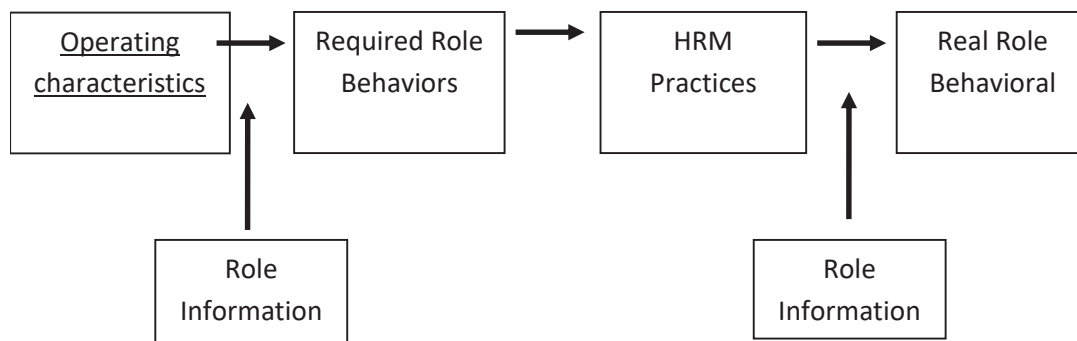 Operating
characteristics
Required Role
Behaviors
HRM
Practices
Real Role
Behavioral
Role
Information
Role
Information